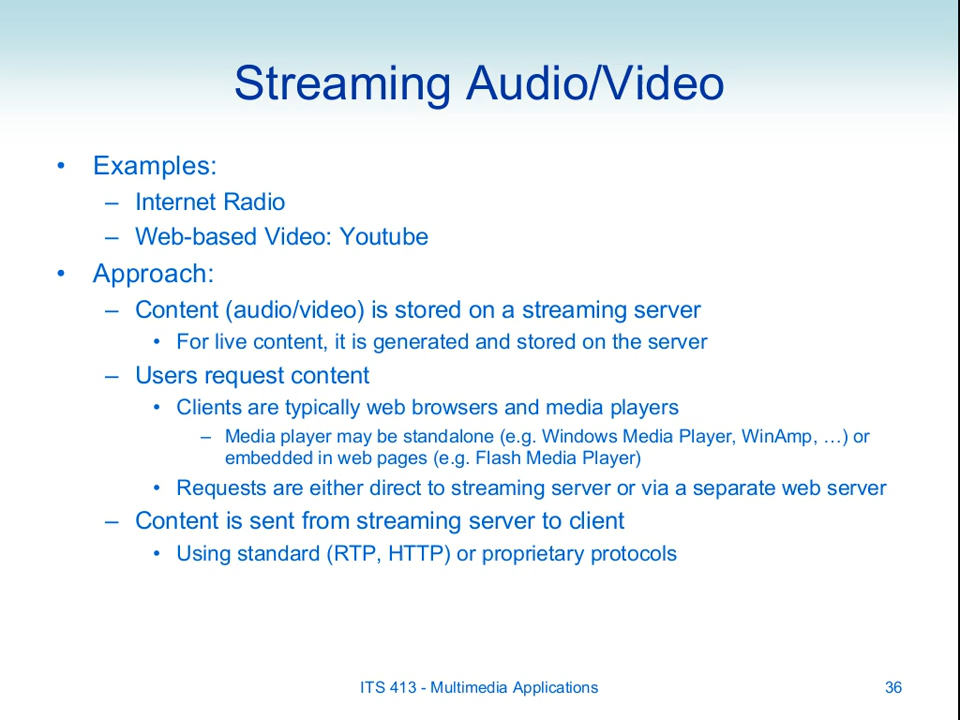 Streaming Audio/Video
• Examples:
– Internet Radio
– Web-based Video: Youtube
• Approach:
– Content (audio/video) is stored on a streaming server
• For live content, it is generated and stored on the server
– Users request content
• Clients are typically web browsers and media players
– Media player may be standalone (e.g. Windows Media Player, WinAmp, …) or
embedded in web pages (e.g. Flash Media Player)
• Requests are either direct to streaming server or via a separate web server
– Content is sent from streaming server to client
• Using standard (RTP, HTTP) or proprietary protocols
ITS 413 - Multimedia Applications
36